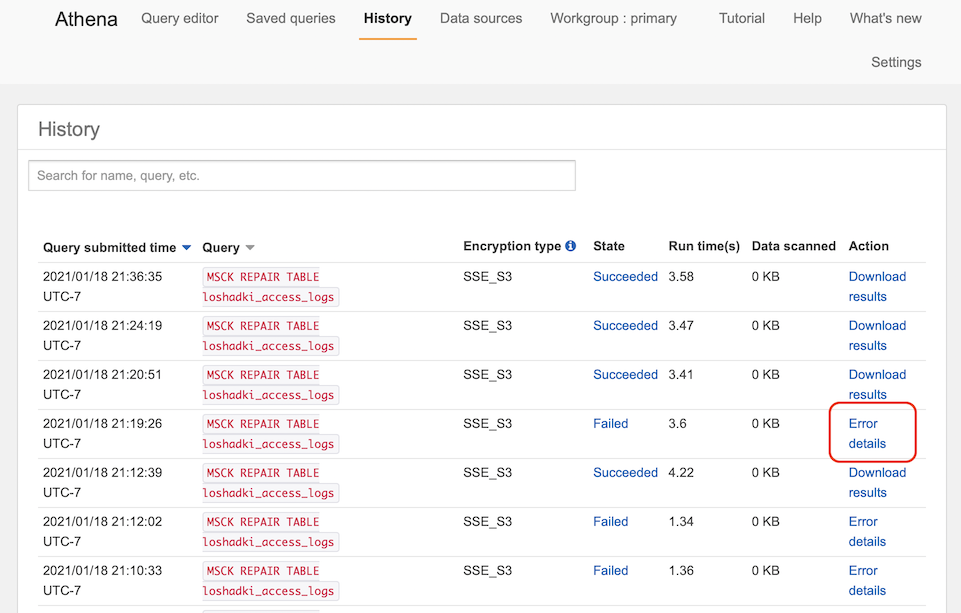 Athena Query editor Saved queries History Data sources Workgroup : primary Tutorial Help What's new
Settings
History
Search for name, query, etc.
Query submitted time Query Encryption type State Run time(s) Data scanned Action
2021/01/18 21:36:35 MSCK REPAIR TABLE SSE_S3 Succeeded 3.58 0 KB Download
UTC-7 loshadki_access_logs results
2021/01/18 21:24:19 MSCK REPAIR TABLE SSE_S3 Succeeded 3.47 0 KB Download
UTC-7 loshadki_access_logs results
2021/01/18 21:20:51 MSCK REPAIR TABLE SSE_S3 Succeeded 3.41 0 KB Download
UTC-7 loshadki_access_logs results
2021/01/18 21:19:26 MSCK REPAIR TABLE SSE_S3 Failed 3.6 0 KB Error
UTC-7 loshadki_access_logs details
2021/01/18 21:12:39 MSCK REPAIR TABLE SSE_S3 Succeeded 4.22 0 KB Download
UTC-7 loshadki_access_logs results
2021/01/18 21:12:02 MSCK REPAIR TABLE SSE_S3 Failed 1.34 0 KB Error
UTC-7 loshadki_access_logs details
2021/01/18 21:10:33 MSCK REPAIR TABLE SSE_S3 Failed 1.36 0 KB Error
UTC-7 loshadki_access_logs details